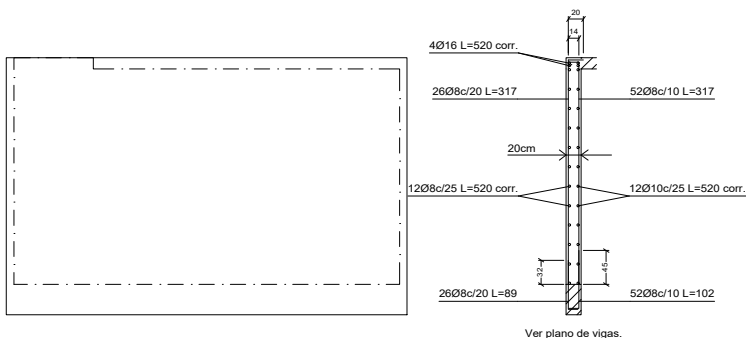 20
14
4Ø16 L=520 corr.
26Ø8c/20 L=317
52Ø8c/10 L=317
20cm
12Ø8c/25 L=520 corr.
12Ø10c/25 L=520 corr.
32
45
26Ø8c/20 L=89
52Ø8c/10 L=102
Ver plano de vigas.